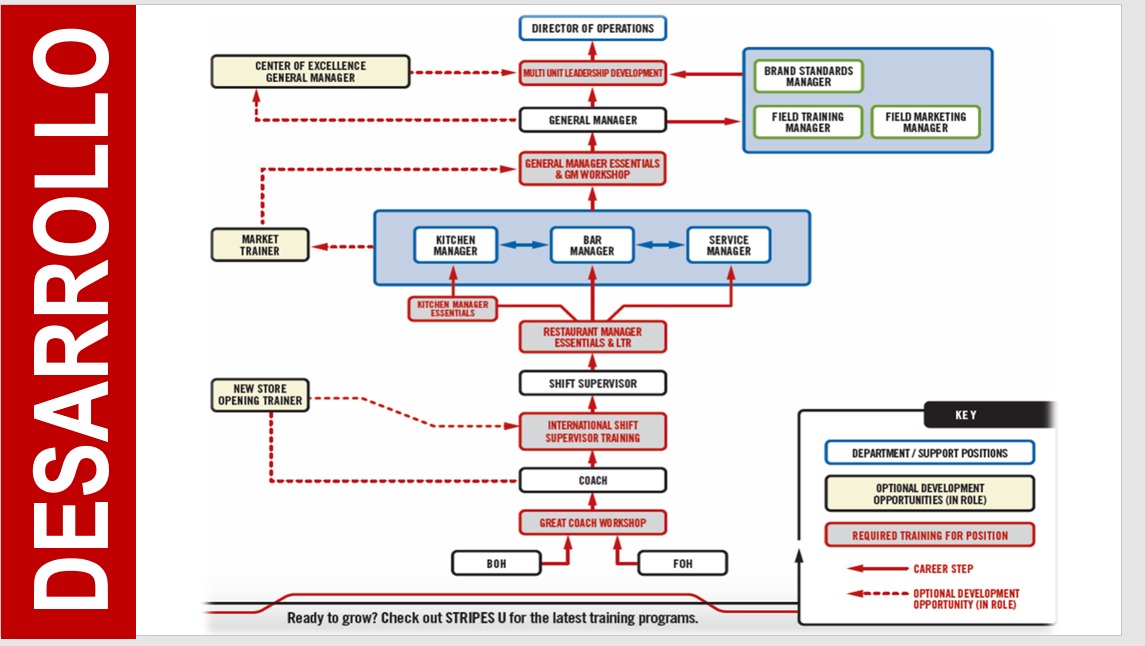 DESARROLLO
DIRECTOR OF OPERATIONS
CENTER OF EXCELLENCE
GENERAL MANAGER
MULTI UNIT LEADERSHIP DEVELOPMENT
BRAND STANDARDS
MANAGER
GENERAL MANAGER
FIELD TRAINING
MANAGER
FIELD MARKETING
MANAGER
GENERAL MANAGER ESSENTIALS
& GM WORKSHOP
MARKET
TRAINER
KITCHEN
MANAGER
BAR
MANAGER
SERVICE
MANAGER
KITCHEN MANAGER
ESSENTIALS
RESTAURANT MANAGER
ESSENTIALS & LTR
SHIFT SUPERVISOR
NEW STORE
OPENING TRAINER
INTERNATIONAL SHIFT
SUPERVISOR TRAINING
COACH
GREAT COACH WORKSHOP
BOH
FOH
KEY
DEPARTMENT / SUPPORT POSITIONS
OPTIONAL DEVELOPMENT
OPPORTUNITIES (IN ROLE)
REQUIRED TRAINING FOR POSITION
CAREER STEP
OPTIONAL DEVELOPMENT
OPPORTUNITY (IN ROLE)
Ready to grow? Check out STRIPES U for the latest training programs.